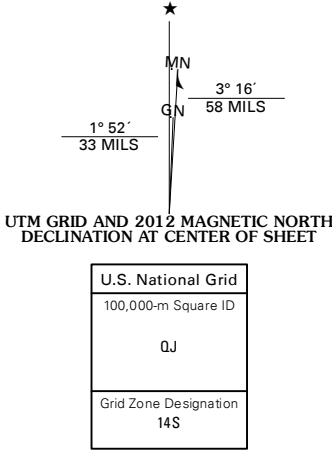 ★
MN
3° 16´
GN
58 MILS
1° 52´
33 MILS
UTM GRID AND 2012 MAGNETIC NORTH
DECLINATION AT CENTER OF SHEET
U.S. National Grid
100,000-m Square ID
QJ
Grid Zone Designation
14S